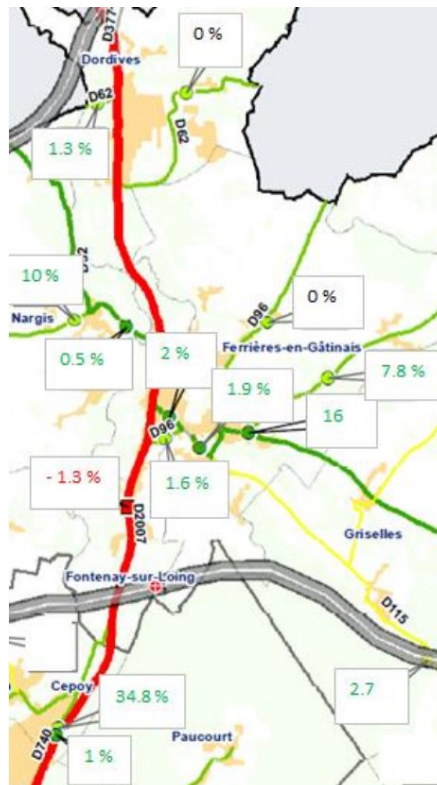 D377
0 %
Dordives
D62
1.3 %
D62
10 %
D96
0 %
Nargis
0.5 %
2 %
Ferrières-en-Gâtinais
1.9 %
7.8 %
16
D96
- 1.3 %
1.6 %
D2007
Griselles
Fontenay-sur-Loing
D115
Cepoy
34.8 %
2.7
D740
1 %
Paucourt